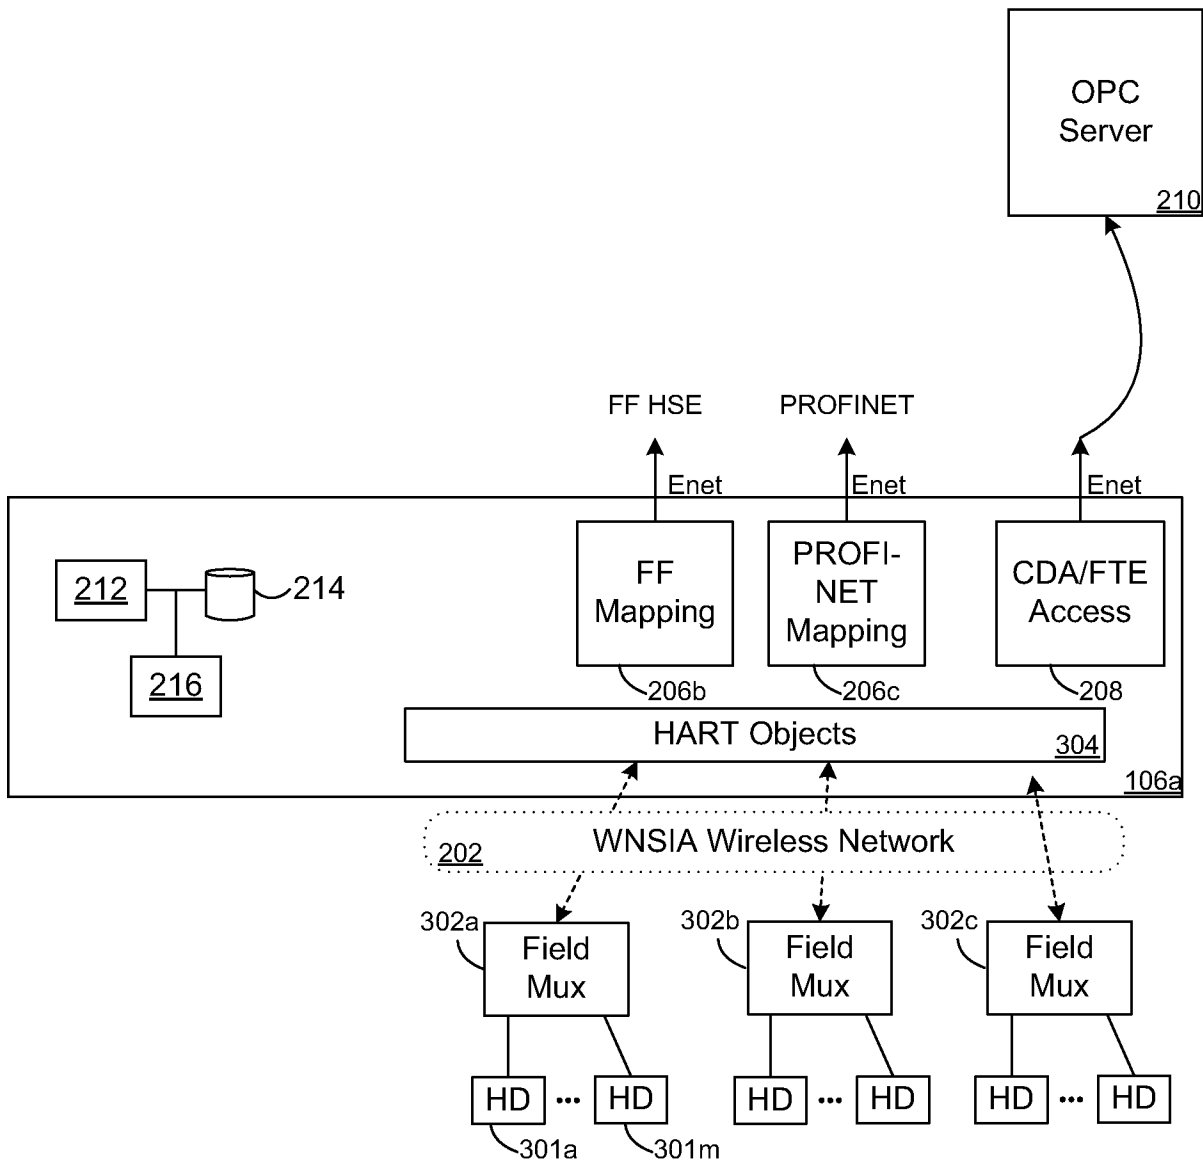 OPC
Server
210
FF HSE
PROFINET
Enet
Enet
Enet
212
214
216
FF
Mapping
206b
PROFI-
NET
Mapping
206c
CDA/FTE
Access
208
HART Objects
304
106a
WNSIA Wireless Network
202
302a
Field
Mux
302b
Field
Mux
302c
Field
Mux
HD
...
HD
HD
...
HD
HD
...
HD
301a
301m